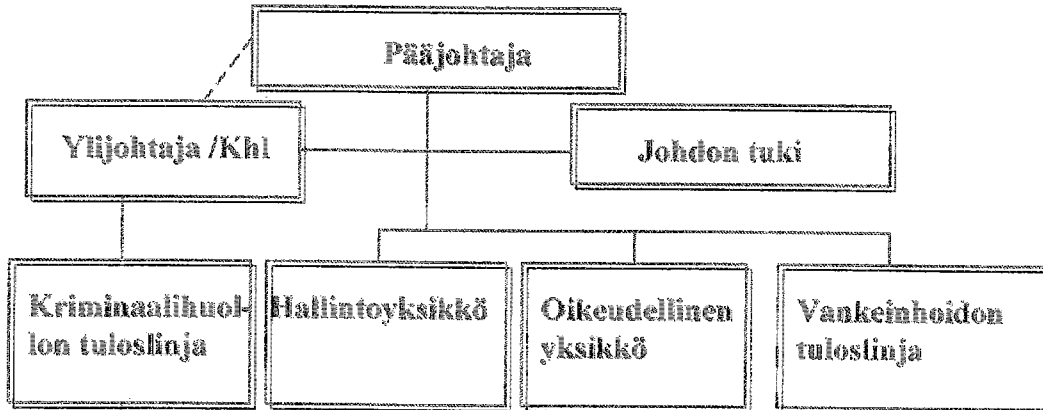 Pääjohtaja
Ylijohtaja /Khl
Johdon tuki
Kriminaalihuol-
lon tuloslinja
Hallintoyksikkö
Oikeudellinen
yksikkö
Vankeinhoidon
tuloslinja